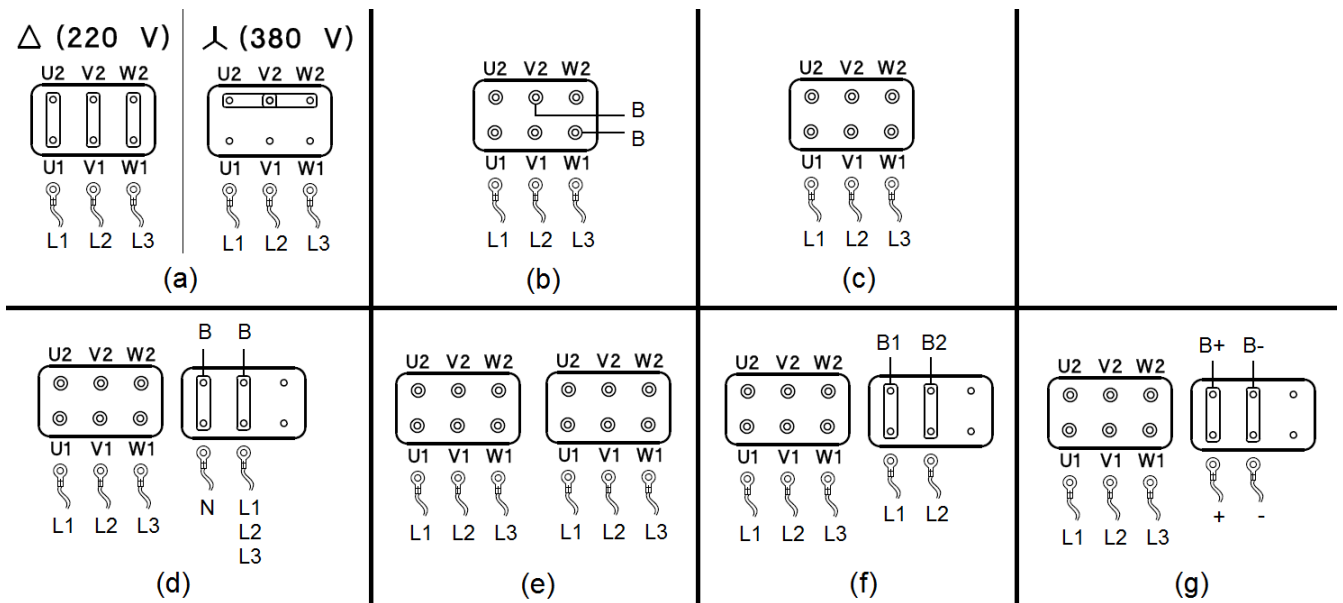 △ (220 V)
⅄ (380 V)
U2 V2 W2
U1 V1 W1
L1 L2 L3
U2 V2 W2
U1 V1 W1
L1 L2 L3
(a)
U2 V2 W2
B
B
U1 V1 W1
L1 L2 L3
(b)
U2 V2 W2
U1 V1 W1
L1 L2 L3
(c)
U2 V2 W2
U1 V1 W1
L1 L2 L3
B B
N L1
L2
L3
(d)
U2 V2 W2
U1 V1 W1
L1 L2 L3
U2 V2 W2
U1 V1 W1
L1 L2 L3
(e)
U2 V2 W2
U1 V1 W1
L1 L2 L3
B1 B2
L1 L2
(f)
U2 V2 W2
U1 V1 W1
L1 L2 L3
B+ B-
+ -
(g)